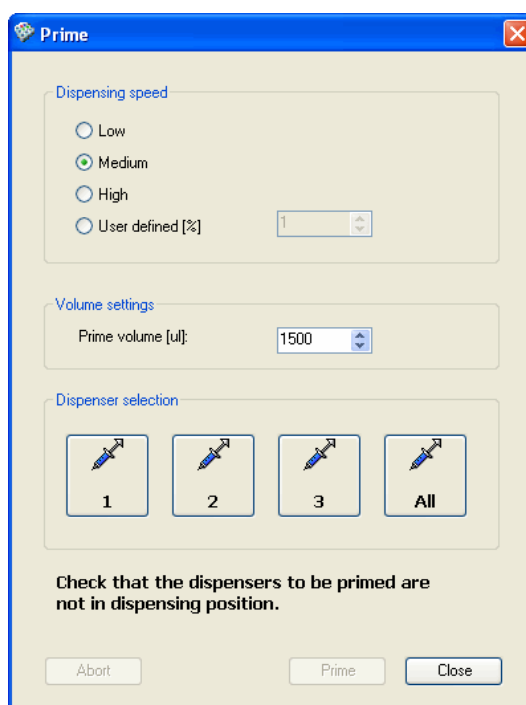 Prime
Dispensing speed
Low
Medium
High
User defined [%]
1
Volume settings
Prime volume [ul]:
1500
Dispenser selection
1
2
3
All
Check that the dispensers to be primed are
not in dispensing position.
Abort
Prime
Close